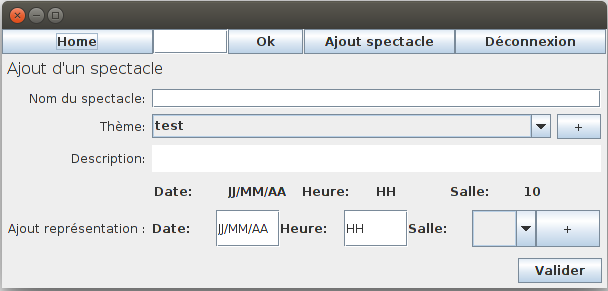 Home Ok Ajout spectacle Déconnexion
Ajout d'un spectacle
Nom du spectacle:
Thème: test +
Description:
Date: JJ/MM/AA Heure: HH Salle: 10
Ajout représentation : Date: JJ/MM/AA Heure: HH Salle: +
Valider